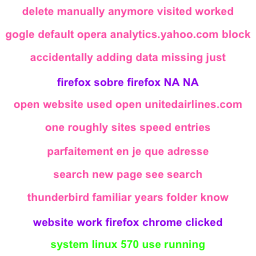 delete manually anymore visited worked
gogle default opera analytics.yahoo.com block
accidentally adding data missing just
firefox sobre firefox NA NA
open website used open unitedairlines.com
one roughly sites speed entries
parfaitement en je que adresse
search new page see search
thunderbird familiar years folder know
website work firefox chrome clicked
system linux 570 use running